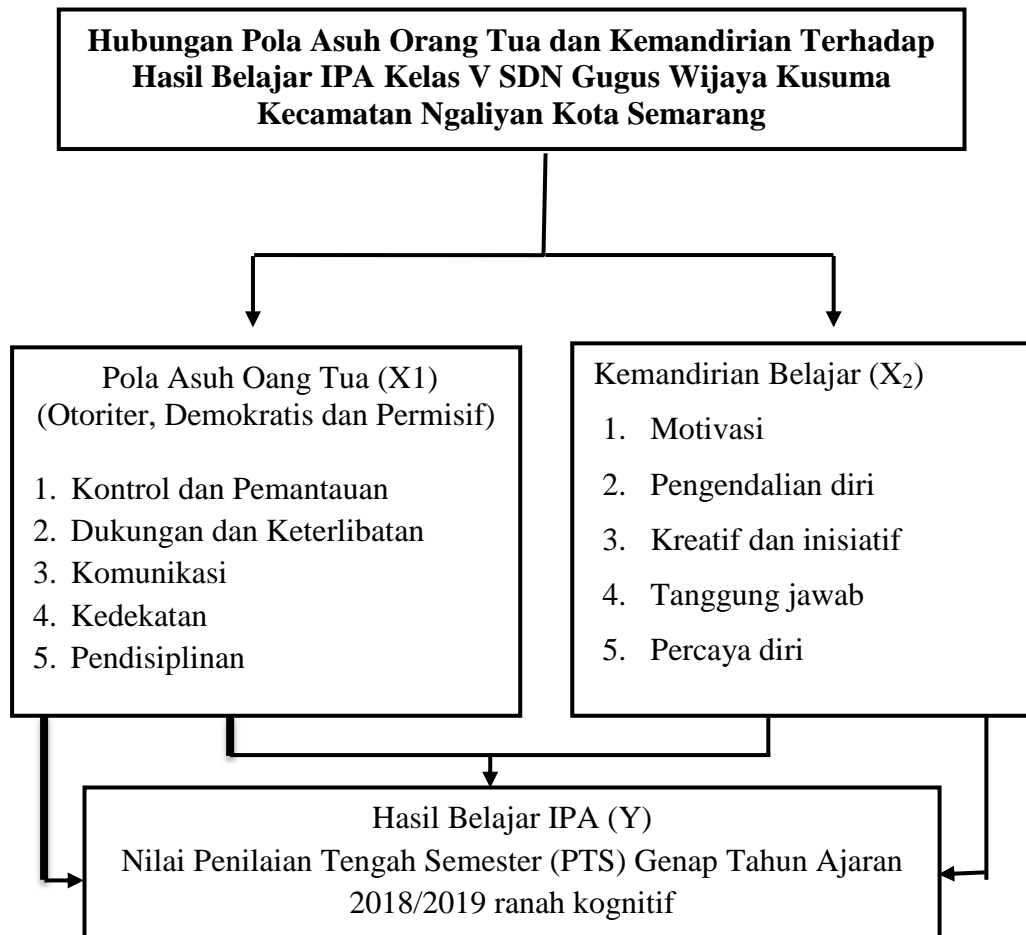 Hubungan Pola Asuh Orang Tua dan Kemandirian Terhadap
Hasil Belajar IPA Kelas V SDN Gugus Wijaya Kusuma
Kecamatan Ngaliyan Kota Semarang
Pola Asuh Oang Tua (X1)
(Otoriter, Demokratis dan Permisif)
1. Kontrol dan Pemantauan
2. Dukungan dan Keterlibatan
3. Komunikasi
4. Kedekatan
5. Pendisiplinan
Kemandirian Belajar (X₂)
1. Motivasi
2. Pengendalian diri
3. Kreatif dan inisiatif
4. Tanggung jawab
5. Percaya diri
Hasil Belajar IPA (Y)
Nilai Penilaian Tengah Semester (PTS) Genap Tahun Ajaran
2018/2019 ranah kognitif